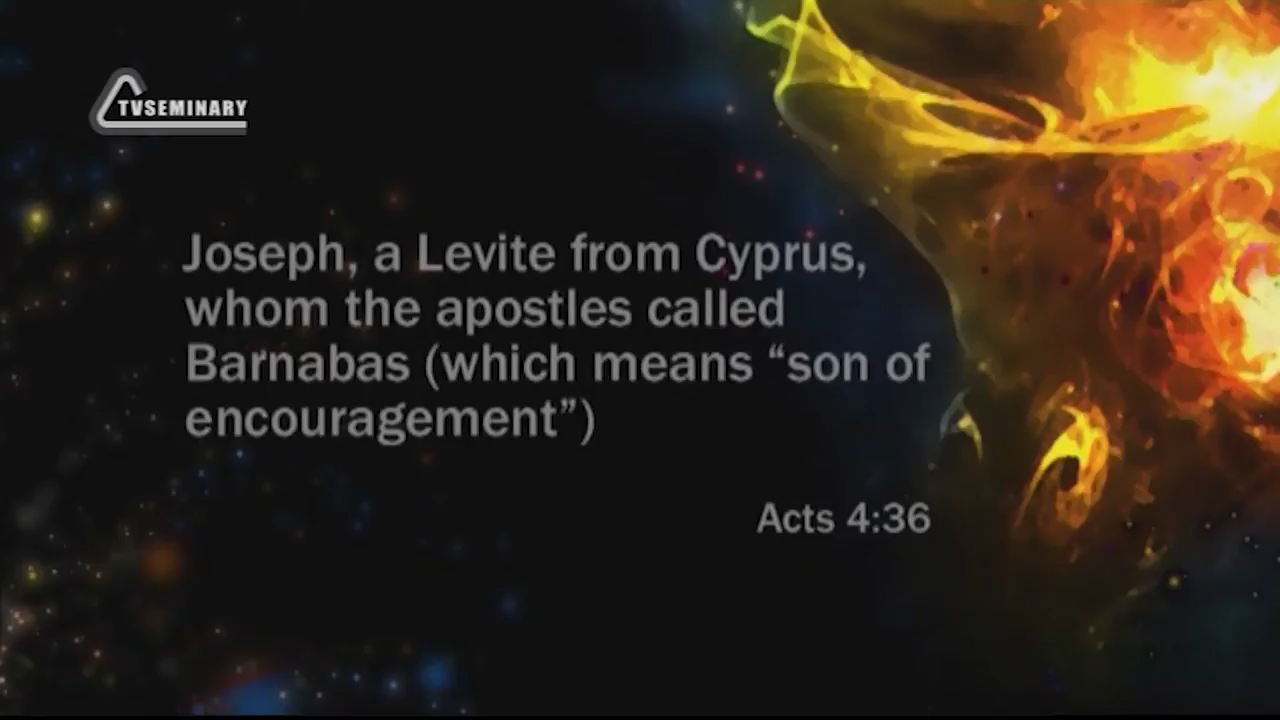 TVSEMINARY
Joseph, a Levite from Cyprus,
whom the apostles called
Barnabas (which means “son of
encouragement”)
Acts 4:36